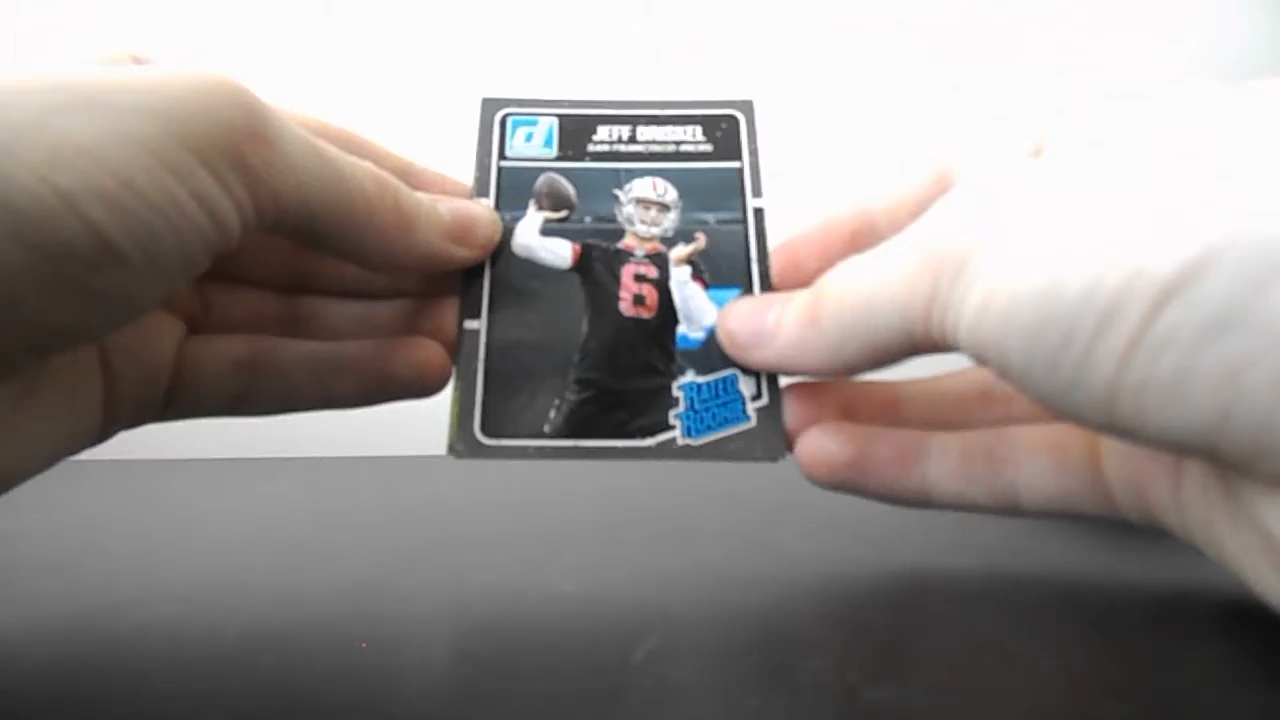 d
JEFF DRISKEL
SAN FRANCISCO 49ERS
6
RATED
ROOKIE